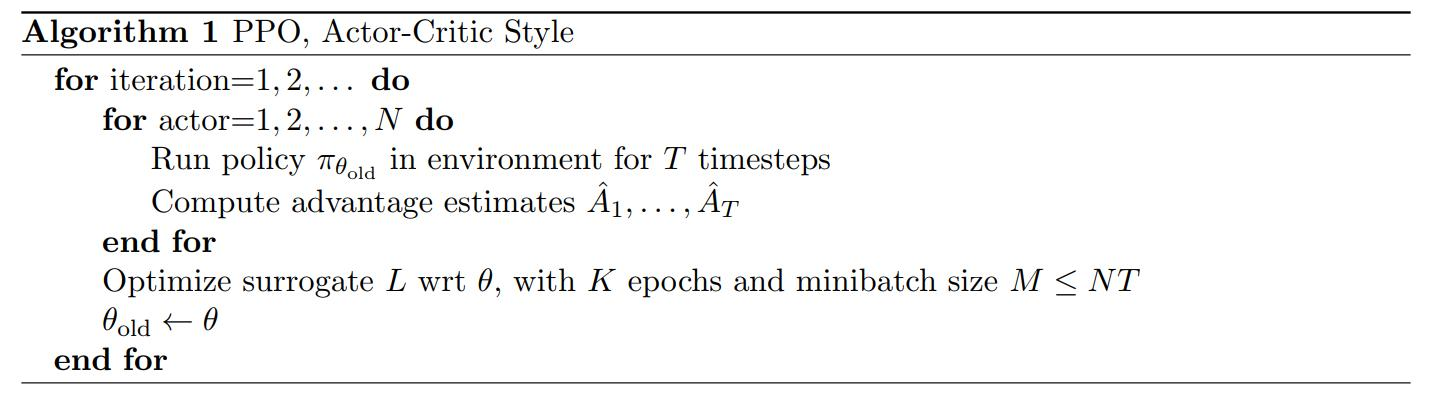 Algorithm 1 PPO, Actor-Critic Style
for iteration=1, 2, . . . do
for actor=1, 2, . . . , N do
Run policy π_θ_old in environment for T timesteps
Compute advantage estimates Â_1, . . . , Â_T
end for
Optimize surrogate L wrt θ, with K epochs and minibatch size M ≤ NT
θ_old ← θ
end for